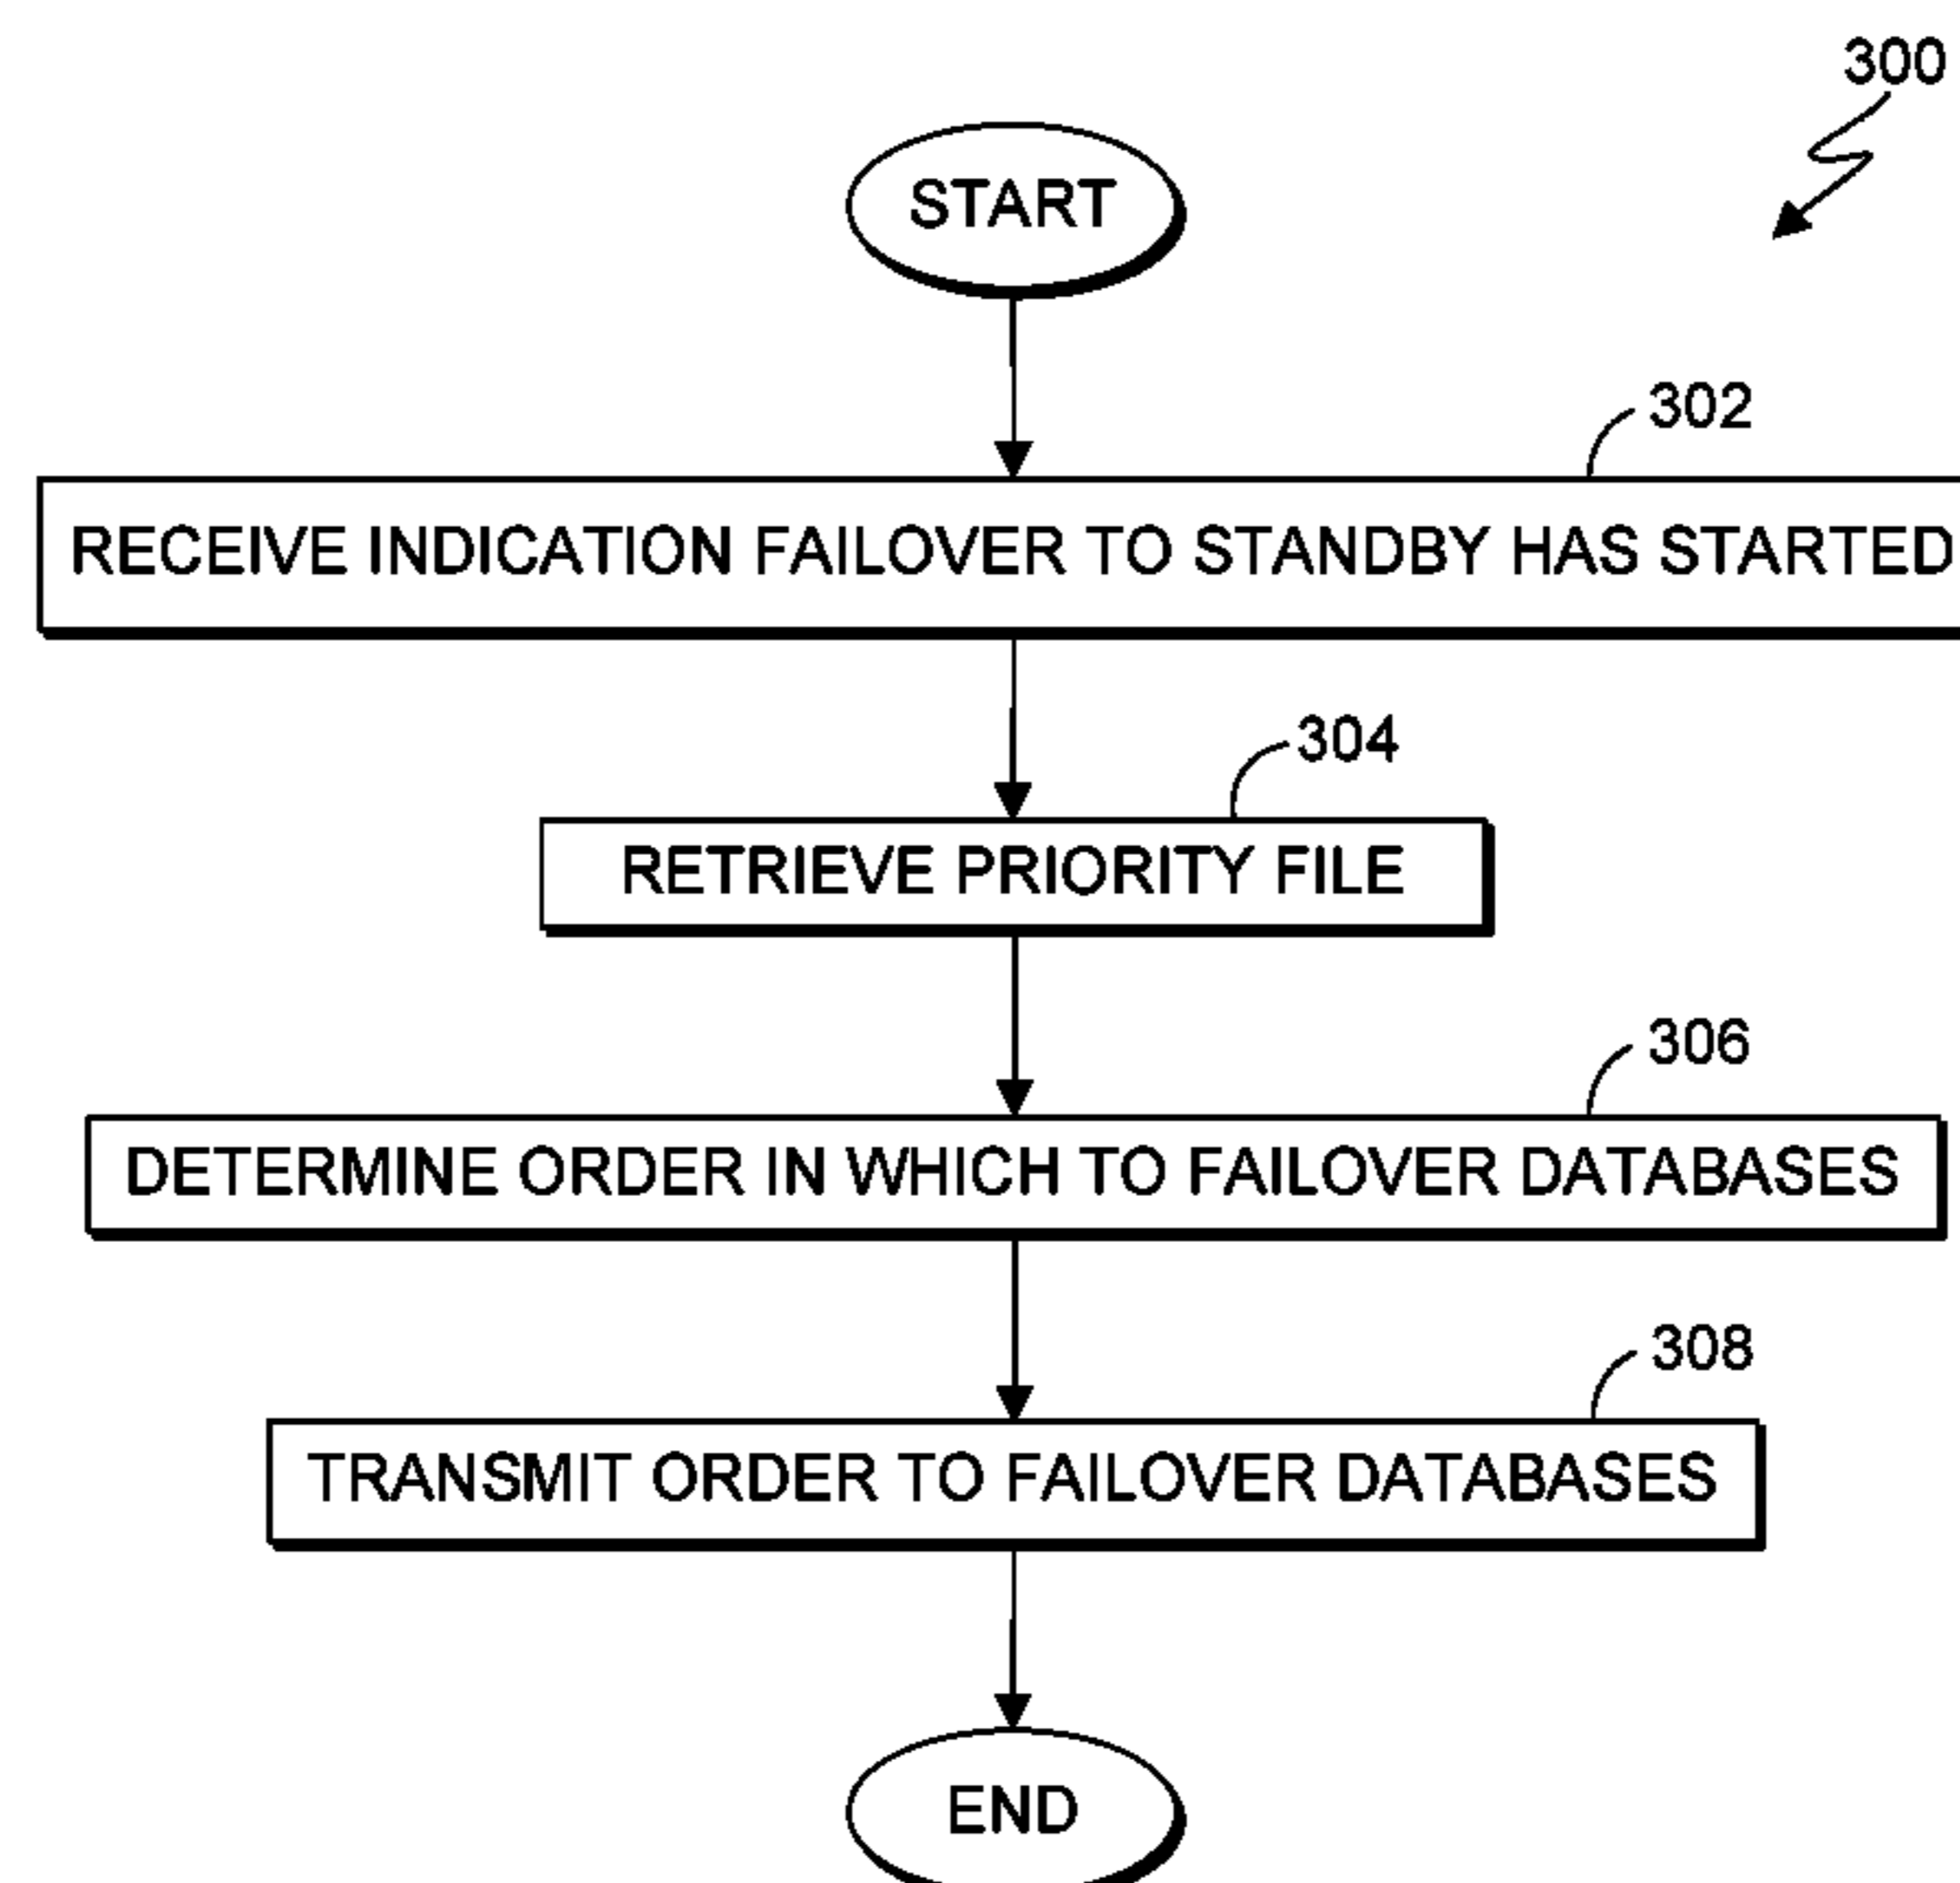 300
START
302
RECEIVE INDICATION FAILOVER TO STANDBY HAS STARTED
304
RETRIEVE PRIORITY FILE
306
DETERMINE ORDER IN WHICH TO FAILOVER DATABASES
308
TRANSMIT ORDER TO FAILOVER DATABASES
END